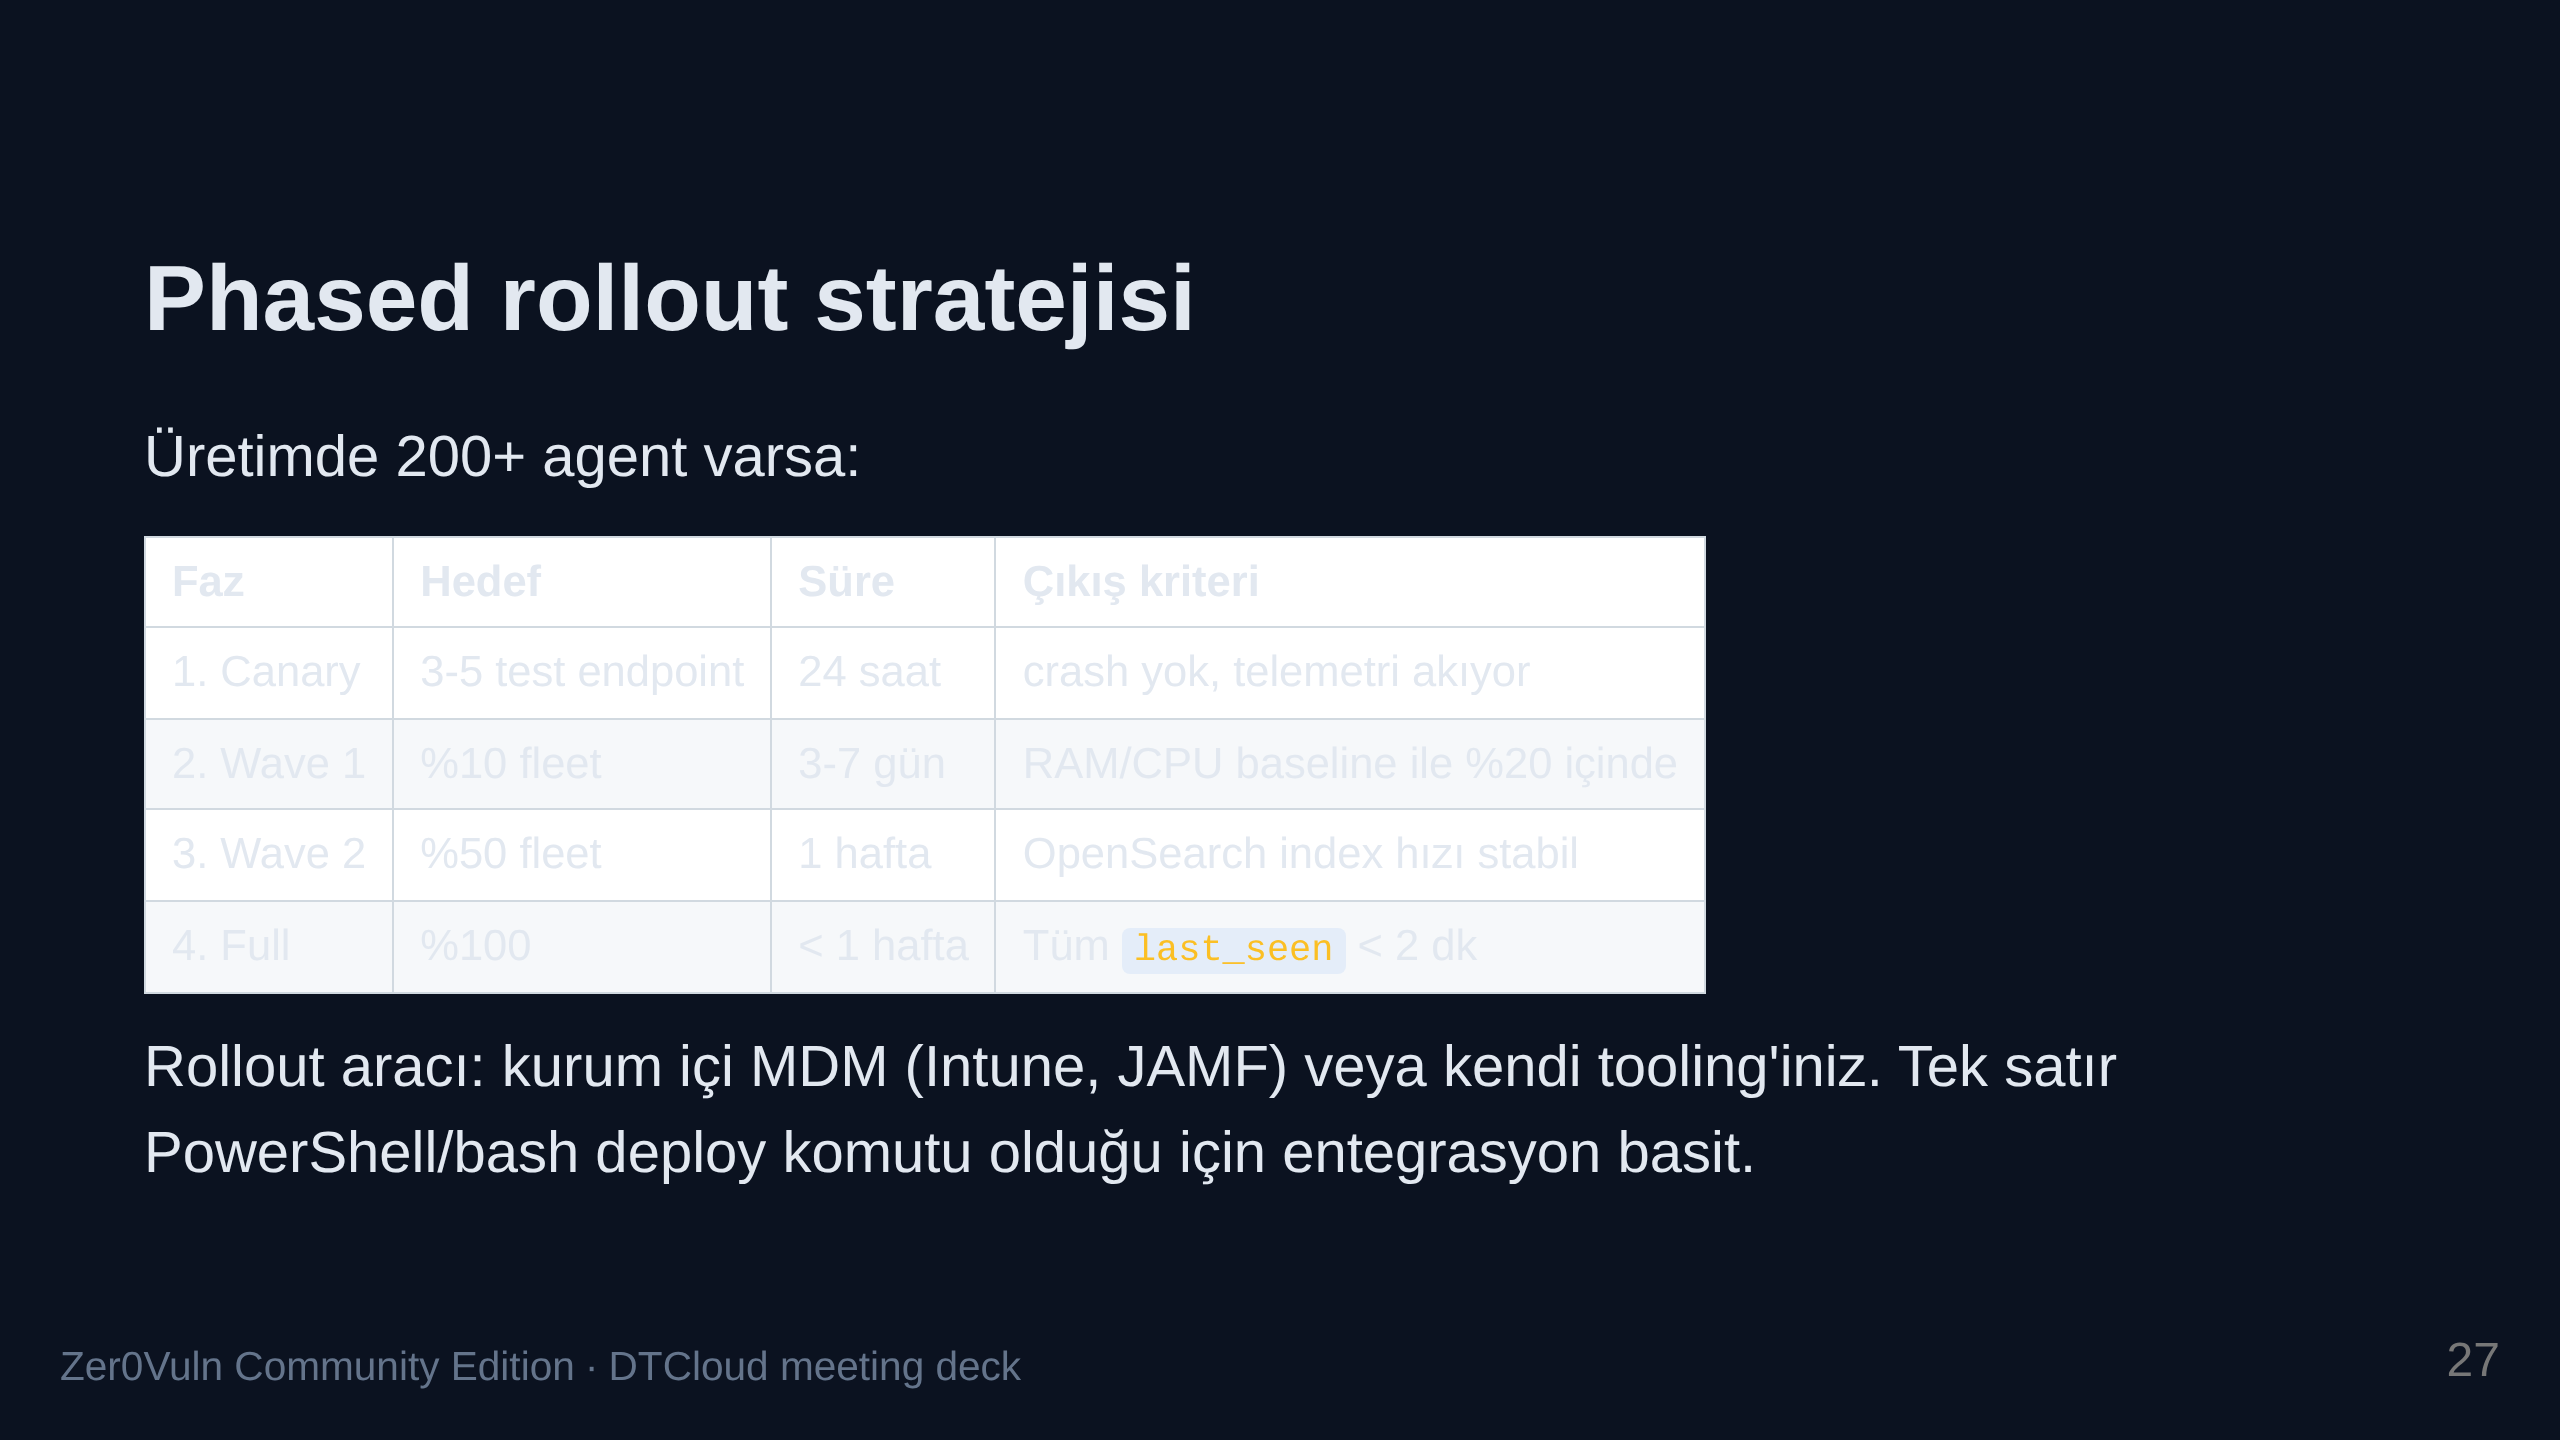 Phased rollout stratejisi
Üretimde 200+ agent varsa:
Faz Hedef Süre Çıkış kriteri
1. Canary 3-5 test endpoint 24 saat crash yok, telemetri akıyor
2. Wave 1 %10 fleet 3-7 gün RAM/CPU baseline ile %20 içinde
3. Wave 2 %50 fleet 1 hafta OpenSearch index hızı stabil
4. Full %100 < 1 hafta Tüm last_seen < 2 dk
Rollout aracı: kurum içi MDM (Intune, JAMF) veya kendi tooling'iniz. Tek satır
PowerShell/bash deploy komutu olduğu için entegrasyon basit.
Zer0Vuln Community Edition · DTCloud meeting deck
27